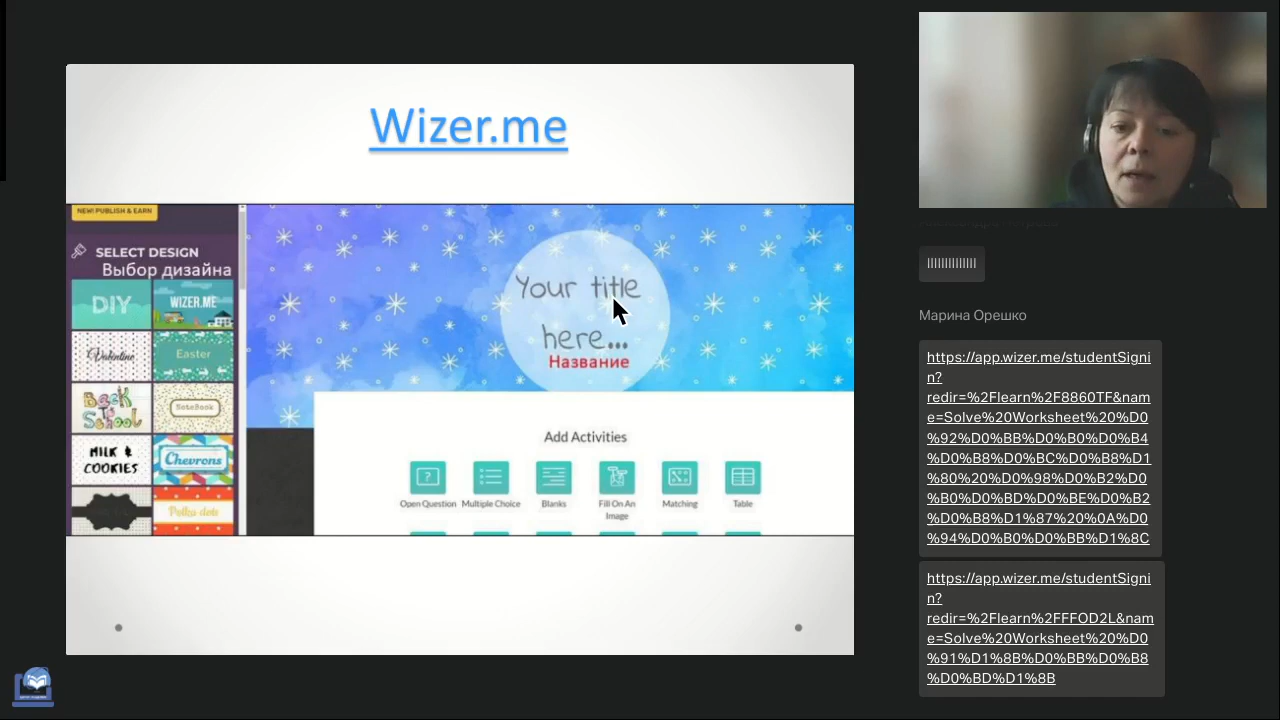 Wizer.me
NEW! PUBLISH & EARN
SELECT DESIGN
Выбор дизайна
DIY
WIZER.ME
Valentine
Easter
Back
To
School
NoteBook
MILK &
COOKIES
Chevrons
Polka-dots
Your title
here...
Название
Add Activities
Open Question
Multiple Choice
Blanks
Fill On An
Image
Matching
Table
lllllllllllll
Марина Орешко
https://app.wizer.me/studentSigni
n?
redir=%2Flearn%2F8860TF&nam
e=Solve%20Worksheet%20%D0
%92%D0%BB%D0%B0%D0%B4
%D0%B8%D0%BC%D0%B8%D1
%80%20%D0%98%D0%B2%D0
%B0%D0%BD%D0%BE%D0%B2
%D0%B8%D1%87%20%0A%D0
%94%D0%B0%D0%BB%D1%8C
https://app.wizer.me/studentSigni
n?
redir=%2Flearn%2FFFOD2L&nam
e=Solve%20Worksheet%20%D0
%91%D1%8B%D0%BB%D0%B8
%D0%BD%D1%8B